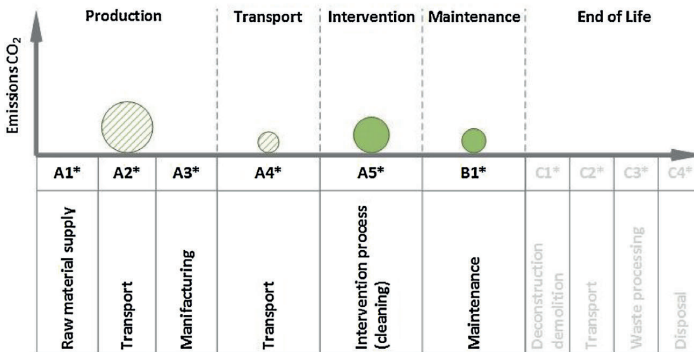 Production
Transport
Intervention
Maintenance
End of Life
Emissions CO₂
A1*
A2*
A3*
A4*
A5*
B1*
C1*
C2*
C3*
C4*
Raw material supply
Transport
Manifacturing
Transport
Intervention process
(cleaning)
Maintenance
Deconstruction
demolition
Transport
Waste processing
Disposal